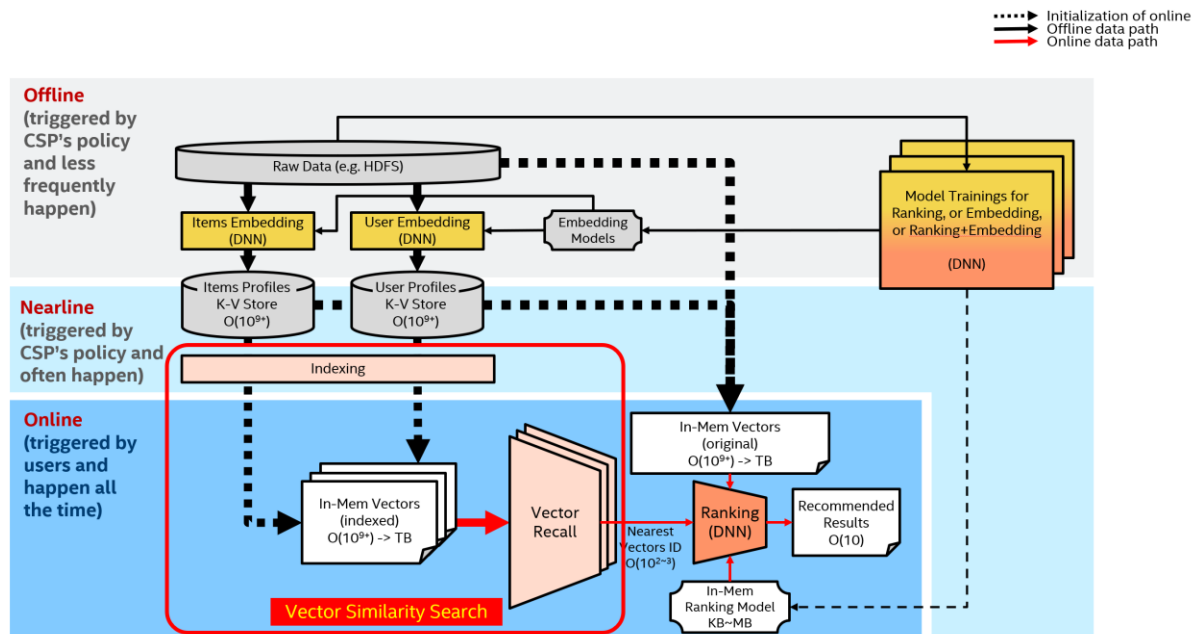 Initialization of online
Offline data path
Online data path
Offline
(triggered by
CSP's policy
and less
frequently
happen)
Raw Data (e.g. HDFS)
Items Embedding
(DNN)
User Embedding
(DNN)
Embedding
Models
Model Trainings for
Ranking, or Embedding,
or Ranking+Embedding
(DNN)
Items Profiles
K-V Store
O(10⁹⁺)
User Profiles
K-V Store
O(10⁹⁺)
Nearline
(triggered by
CSP's policy and
often happen)
Indexing
Online
(triggered by
users and
happen all
the time)
In-Mem Vectors
(indexed)
O(10⁹⁺) -> TB
Vector
Recall
Nearest
Vectors ID
O(10²~³)
In-Mem Vectors
(original)
O(10⁹⁺) -> TB
Ranking
(DNN)
Recommended
Results
O(10)
In-Mem
Ranking Model
KB~MB
Vector Similarity Search